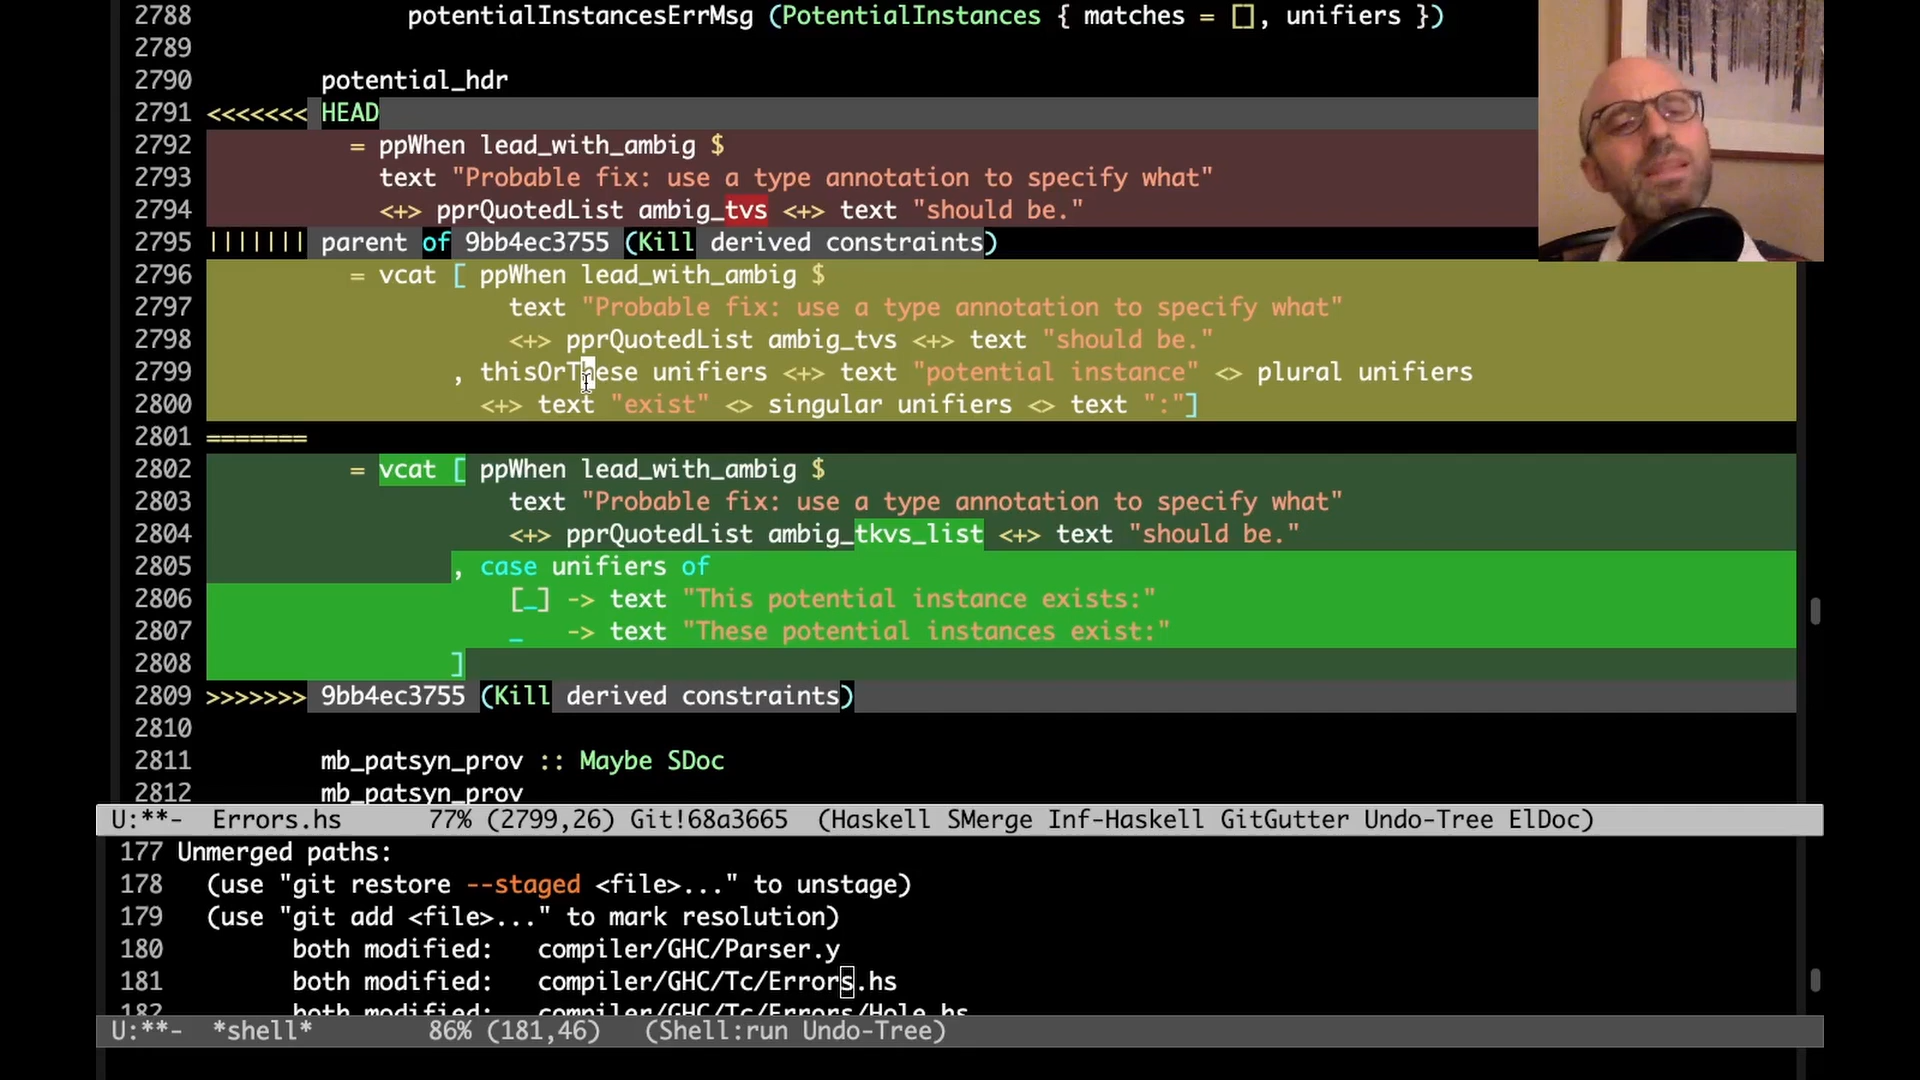 2788 potentialInstancesErrMsg (PotentialInstances { matches = [], unifiers })
2789
2790 potential_hdr
2791 <<<<<<< HEAD
2792 = ppWhen lead_with_ambig $
2793 text "Probable fix: use a type annotation to specify what"
2794 <+> pprQuotedList ambig_tvs <+> text "should be."
2795 ||||||| parent of 9bb4ec3755 (Kill derived constraints)
2796 = vcat [ ppWhen lead_with_ambig $
2797 text "Probable fix: use a type annotation to specify what"
2798 <+> pprQuotedList ambig_tvs <+> text "should be."
2799 , thisOrThese unifiers <+> text "potential instance" <> plural unifiers
2800 <+> text "exist" <> singular unifiers <> text ":"]
2801 =======
2802 = vcat [ ppWhen lead_with_ambig $
2803 text "Probable fix: use a type annotation to specify what"
2804 <+> pprQuotedList ambig_tkvs_list <+> text "should be."
2805 , case unifiers of
2806 [_] -> text "This potential instance exists:"
2807 _ -> text "These potential instances exist:"
2808 ]
2809 >>>>>>> 9bb4ec3755 (Kill derived constraints)
2810
2811 mb_patsyn_prov :: Maybe SDoc
2812 mb_patsyn_prov
U:**- Errors.hs 77% (2799,26) Git!68a3665 (Haskell SMerge Inf-Haskell GitGutter Undo-Tree ElDoc)
177 Unmerged paths:
178 (use "git restore --staged <file>..." to unstage)
179 (use "git add <file>..." to mark resolution)
180 both modified: compiler/GHC/Parser.y
181 both modified: compiler/GHC/Tc/Errors.hs
182 both modified: compiler/GHC/Tc/Errors/Hole.hs
U:**- *shell* 86% (181,46) (Shell:run Undo-Tree)